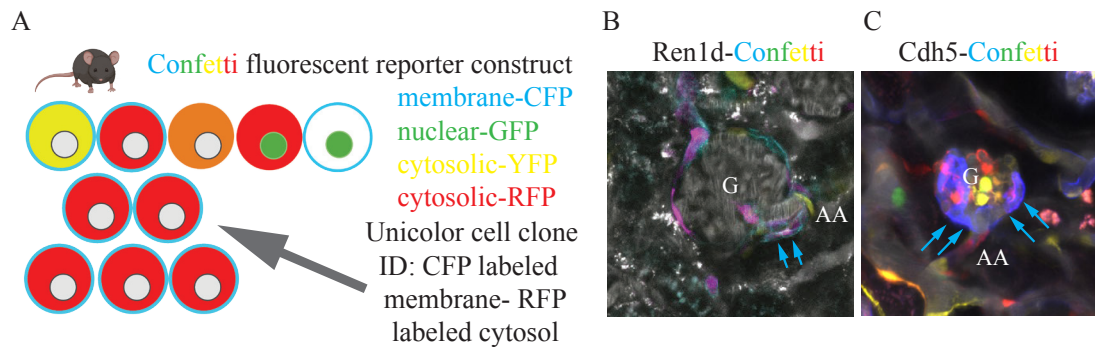 A
Confetti fluorescent reporter construct
membrane-CFP
nuclear-GFP
cytosolic-YFP
cytosolic-RFP
Unicolor cell clone
ID: CFP labeled
membrane- RFP
labeled cytosol
B
Ren1d-Confetti
G
AA
C
Cdh5-Confetti
G
AA